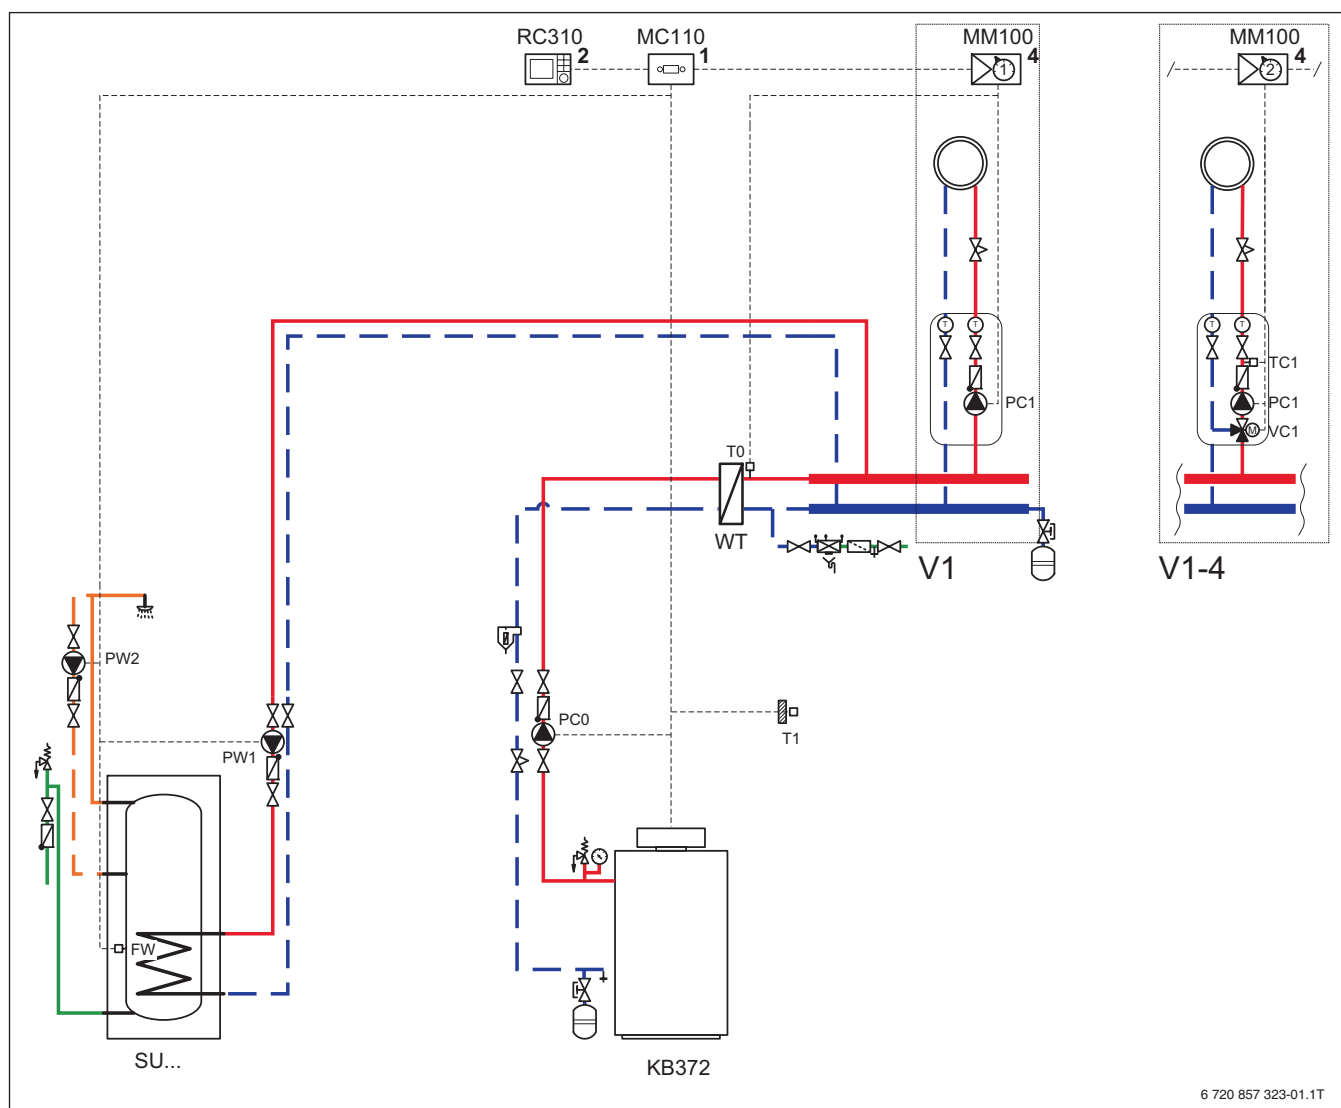 RC310
2
MC110
1
MM100
4
1
MM100
4
2
T
T
PC1
T
T
TC1
PC1
M
VC1
T0
WT
V1
V1-4
PW2
PC0
T1
PW1
FW
SU...
KB372
6 720 857 323-01.1T